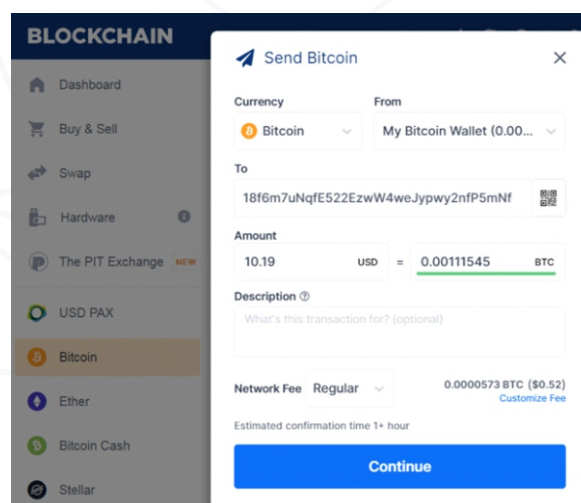 BLOCKCHAIN
Dashboard
Buy & Sell
Swap
Hardware
The PIT Exchange NEW
USD PAX
Bitcoin
Ether
Bitcoin Cash
Stellar
Send Bitcoin
Currency From
Bitcoin My Bitcoin Wallet (0.00...
To
18f6m7uNqfE522EzwW4weJypwy2nfP5mNf
Amount
10.19 USD = 0.00111545 BTC
Description
What's this transaction for? (optional)
Network Fee Regular 0.0000573 BTC ($0.52)
Customize Fee
Estimated confirmation time 1+ hour
Continue